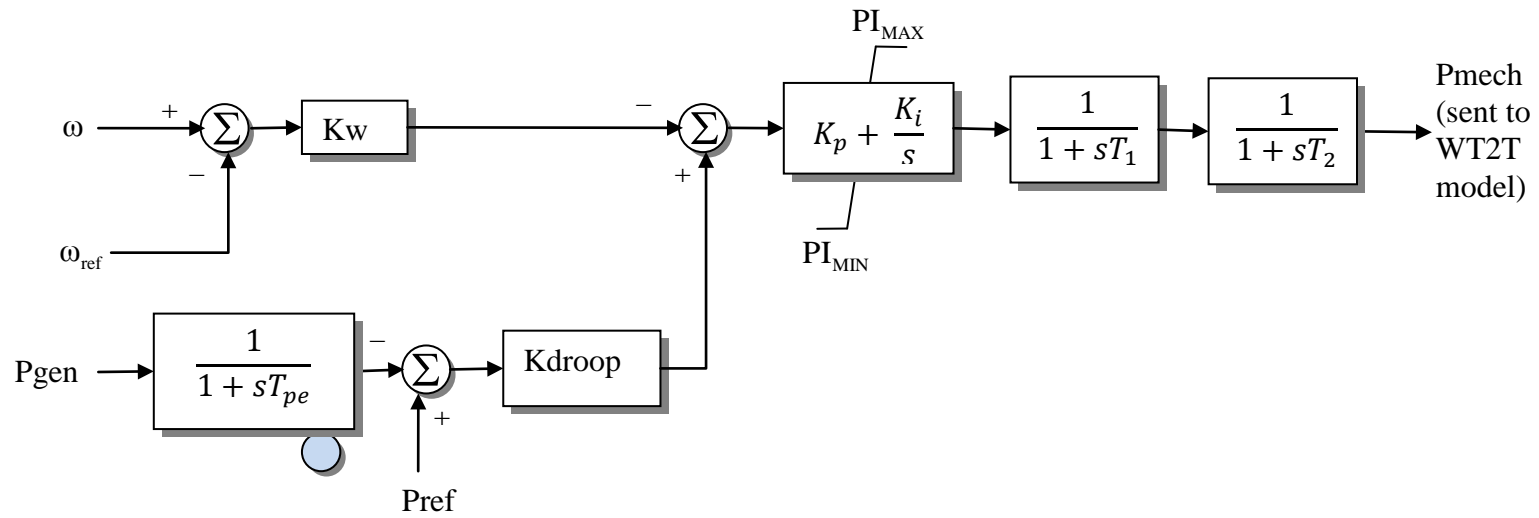 PI_MAX
ω
+
−
Σ
Kw
−
+
Σ
K_p + K_i/s
1/(1 + sT_1)
1/(1 + sT_2)
Pmech
(sent to
WT2T
model)
ω_ref
PI_MIN
Pgen
1/(1 + sT_pe)
−
+
Σ
Kdroop
Pref